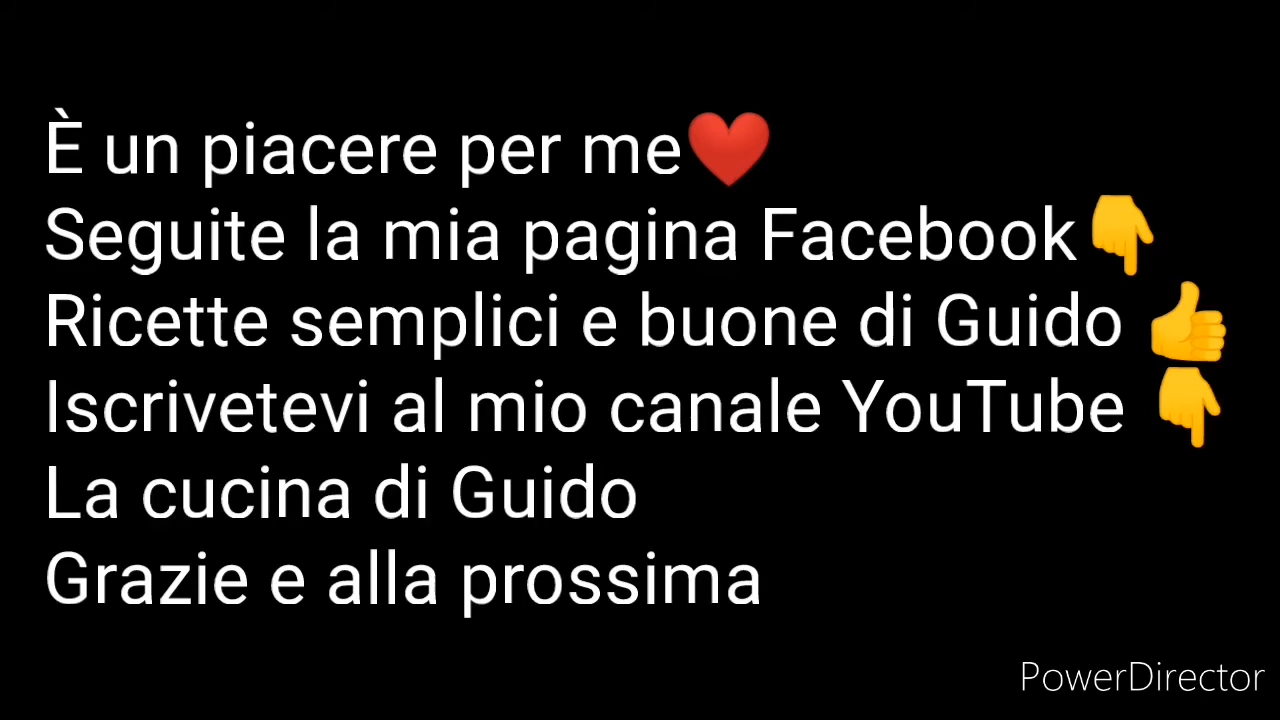 È un piacere per me❤️
Seguite la mia pagina Facebook👇
Ricette semplici e buone di Guido 👍
Iscrivetevi al mio canale YouTube 👇
La cucina di Guido
Grazie e alla prossima
PowerDirector